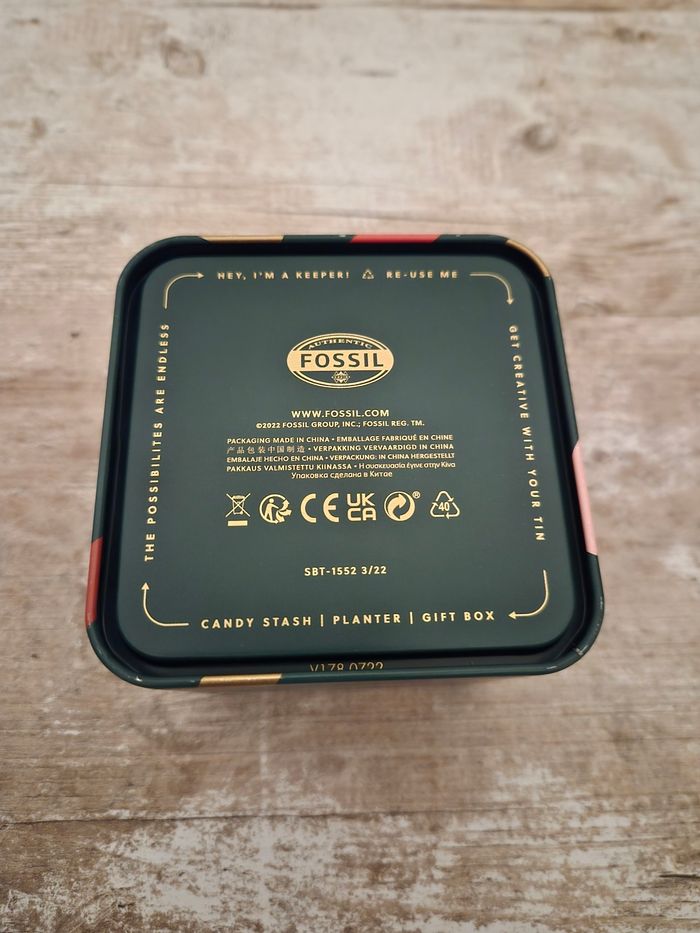 HEY, I'M A KEEPER! RE-USE ME
GET CREATIVE WITH YOUR TIN
CANDY STASH | PLANTER | GIFT BOX
THE POSSIBILITES ARE ENDLESS
AUTHENTIC
FOSSIL
WWW.FOSSIL.COM
©2022 FOSSIL GROUP, INC.; FOSSIL REG. TM.
PACKAGING MADE IN CHINA • EMBALLAGE FABRIQUÉ EN CHINE
产品包装中国制造 • VERPAKKING VERVAARDIGD IN CHINA
EMBALAJE HECHO EN CHINA • VERPACKUNG: IN CHINA HERGESTELLT
PAKKAUS VALMISTETTU KIINASSA • Η συσκευασία έγινε στην Κίνα
Упаковка сделана в Китае
CE UK CA ® 40
SBT-1552 3/22
V178 0722